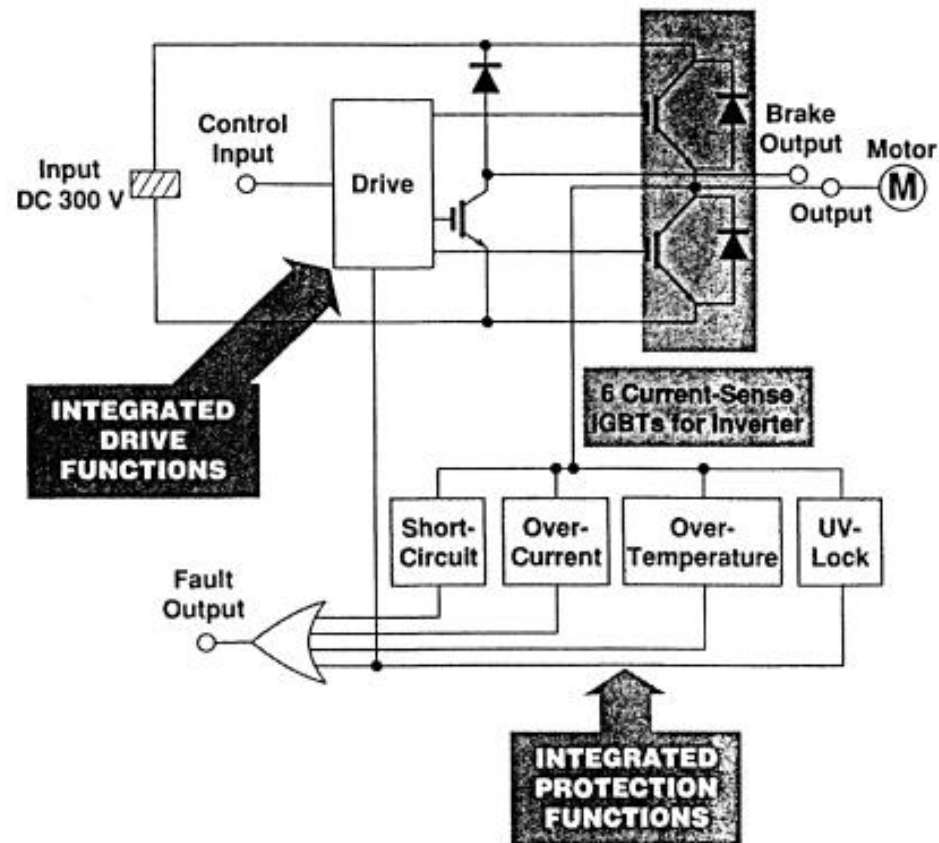 Control
Input
Input
DC 300 V
Drive
Brake
Output
Motor
M
Output
INTEGRATED
DRIVE
FUNCTIONS
6 Current-Sense
IGBTs for Inverter
Short-
Circuit
Over-
Current
Over-
Temperature
UV-
Lock
Fault
Output
INTEGRATED
PROTECTION
FUNCTIONS